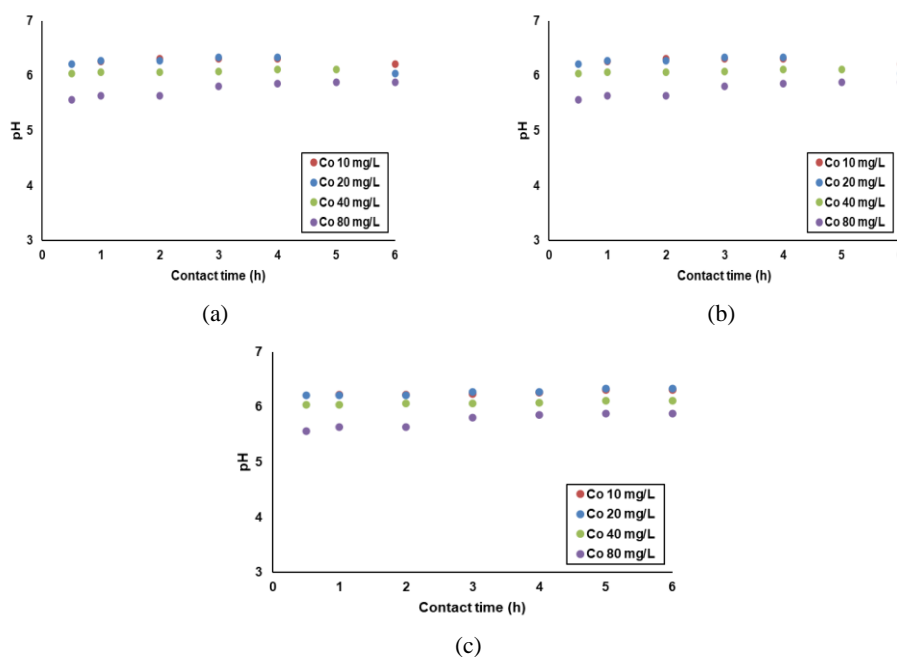 7
6
5
4
3
pH
0 1 2 3 4 5 6
Contact time (h)
Co 10 mg/L
Co 20 mg/L
Co 40 mg/L
Co 80 mg/L
(a)
7
6
5
4
3
pH
0 1 2 3 4 5
Contact time (h)
Co 10 mg/L
Co 20 mg/L
Co 40 mg/L
Co 80 mg/L
(b)
7
6
5
4
3
pH
0 1 2 3 4 5 6
Contact time (h)
Co 10 mg/L
Co 20 mg/L
Co 40 mg/L
Co 80 mg/L
(c)